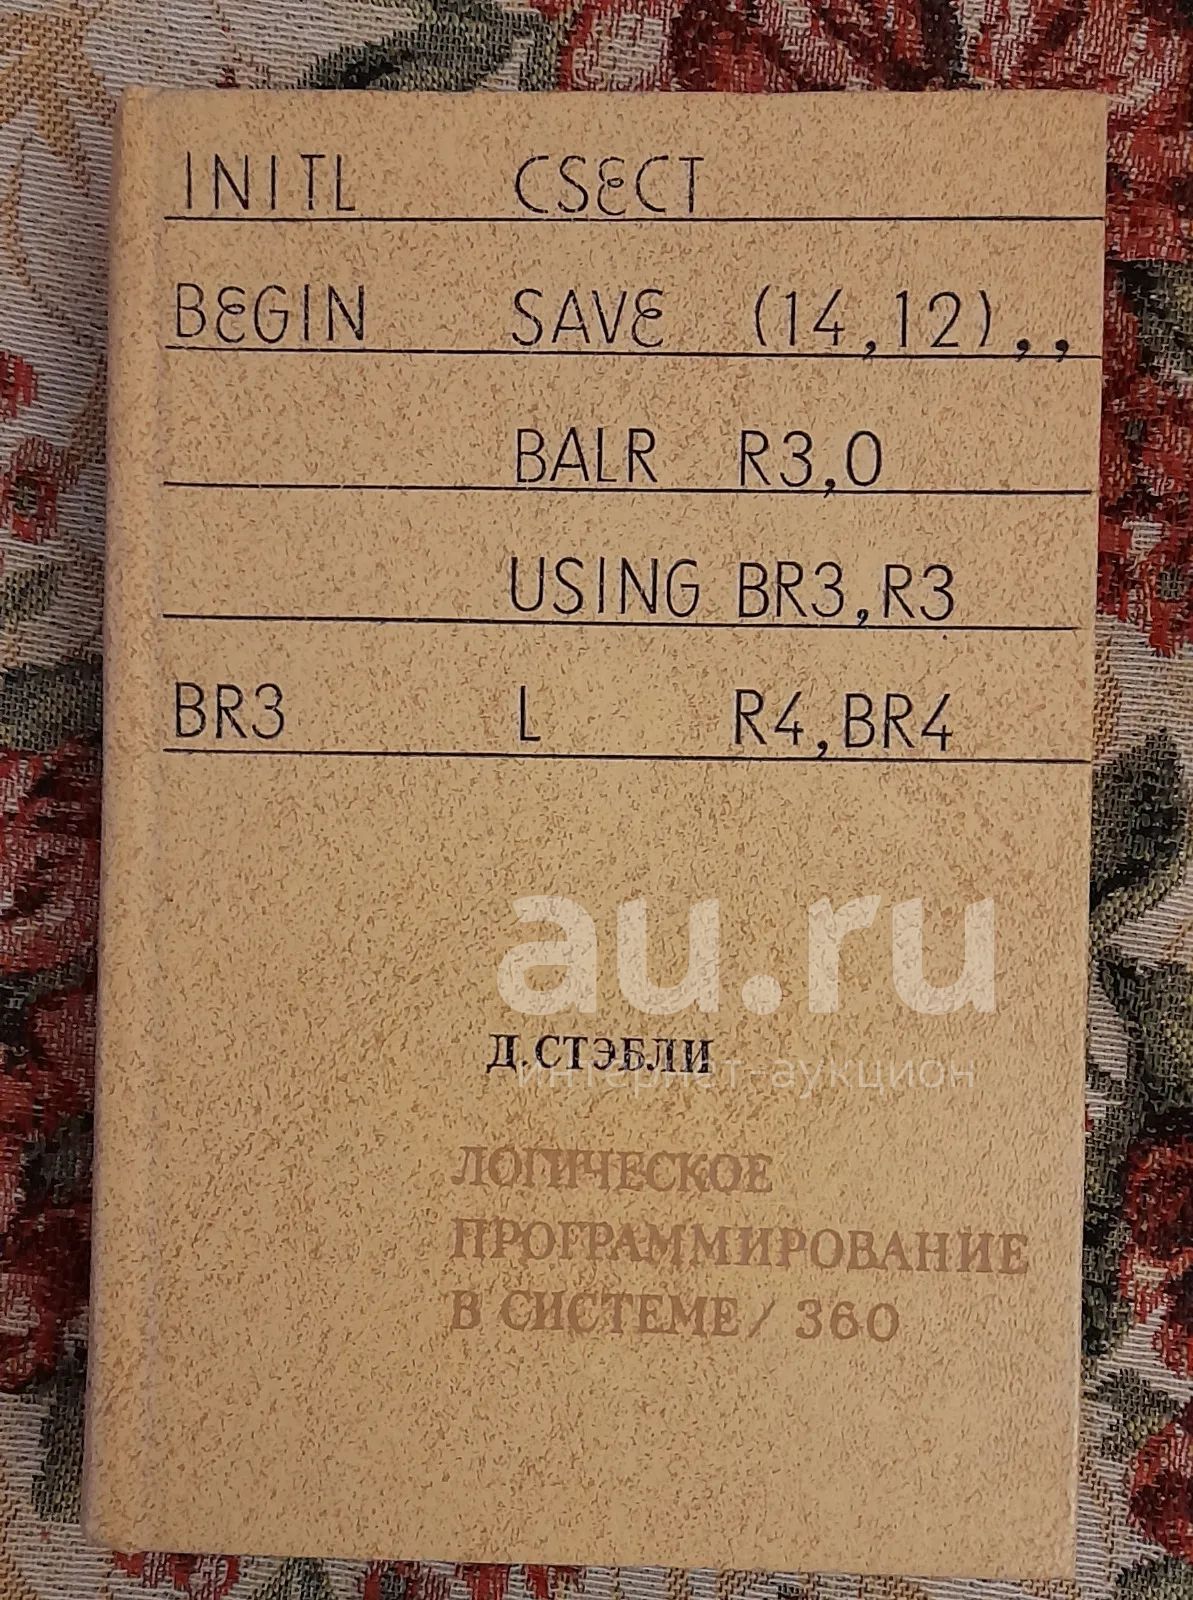 INITL CSECT
BEGIN SAVE (14,12),,
BALR R3,0
USING BR3,R3
BR3 L R4,BR4
au.ru
Д. СТЭБЛИ
интернет-аукцион
ЛОГИЧЕСКОЕ
ПРОГРАММИРОВАНИЕ
В СИСТЕМЕ / 360